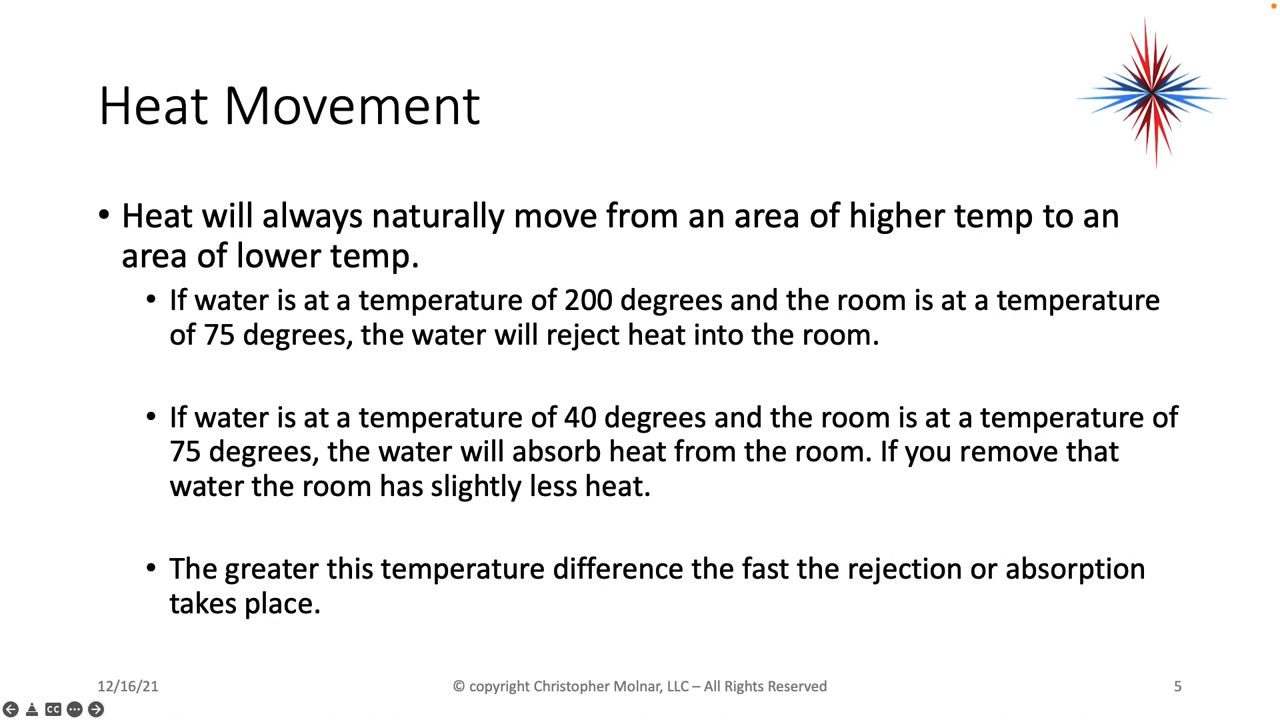 Heat Movement
• Heat will always naturally move from an area of higher temp to an
area of lower temp.
• If water is at a temperature of 200 degrees and the room is at a temperature
of 75 degrees, the water will reject heat into the room.
• If water is at a temperature of 40 degrees and the room is at a temperature of
75 degrees, the water will absorb heat from the room. If you remove that
water the room has slightly less heat.
• The greater this temperature difference the fast the rejection or absorption
takes place.
12/16/21
© copyright Christopher Molnar, LLC – All Rights Reserved
5
CC